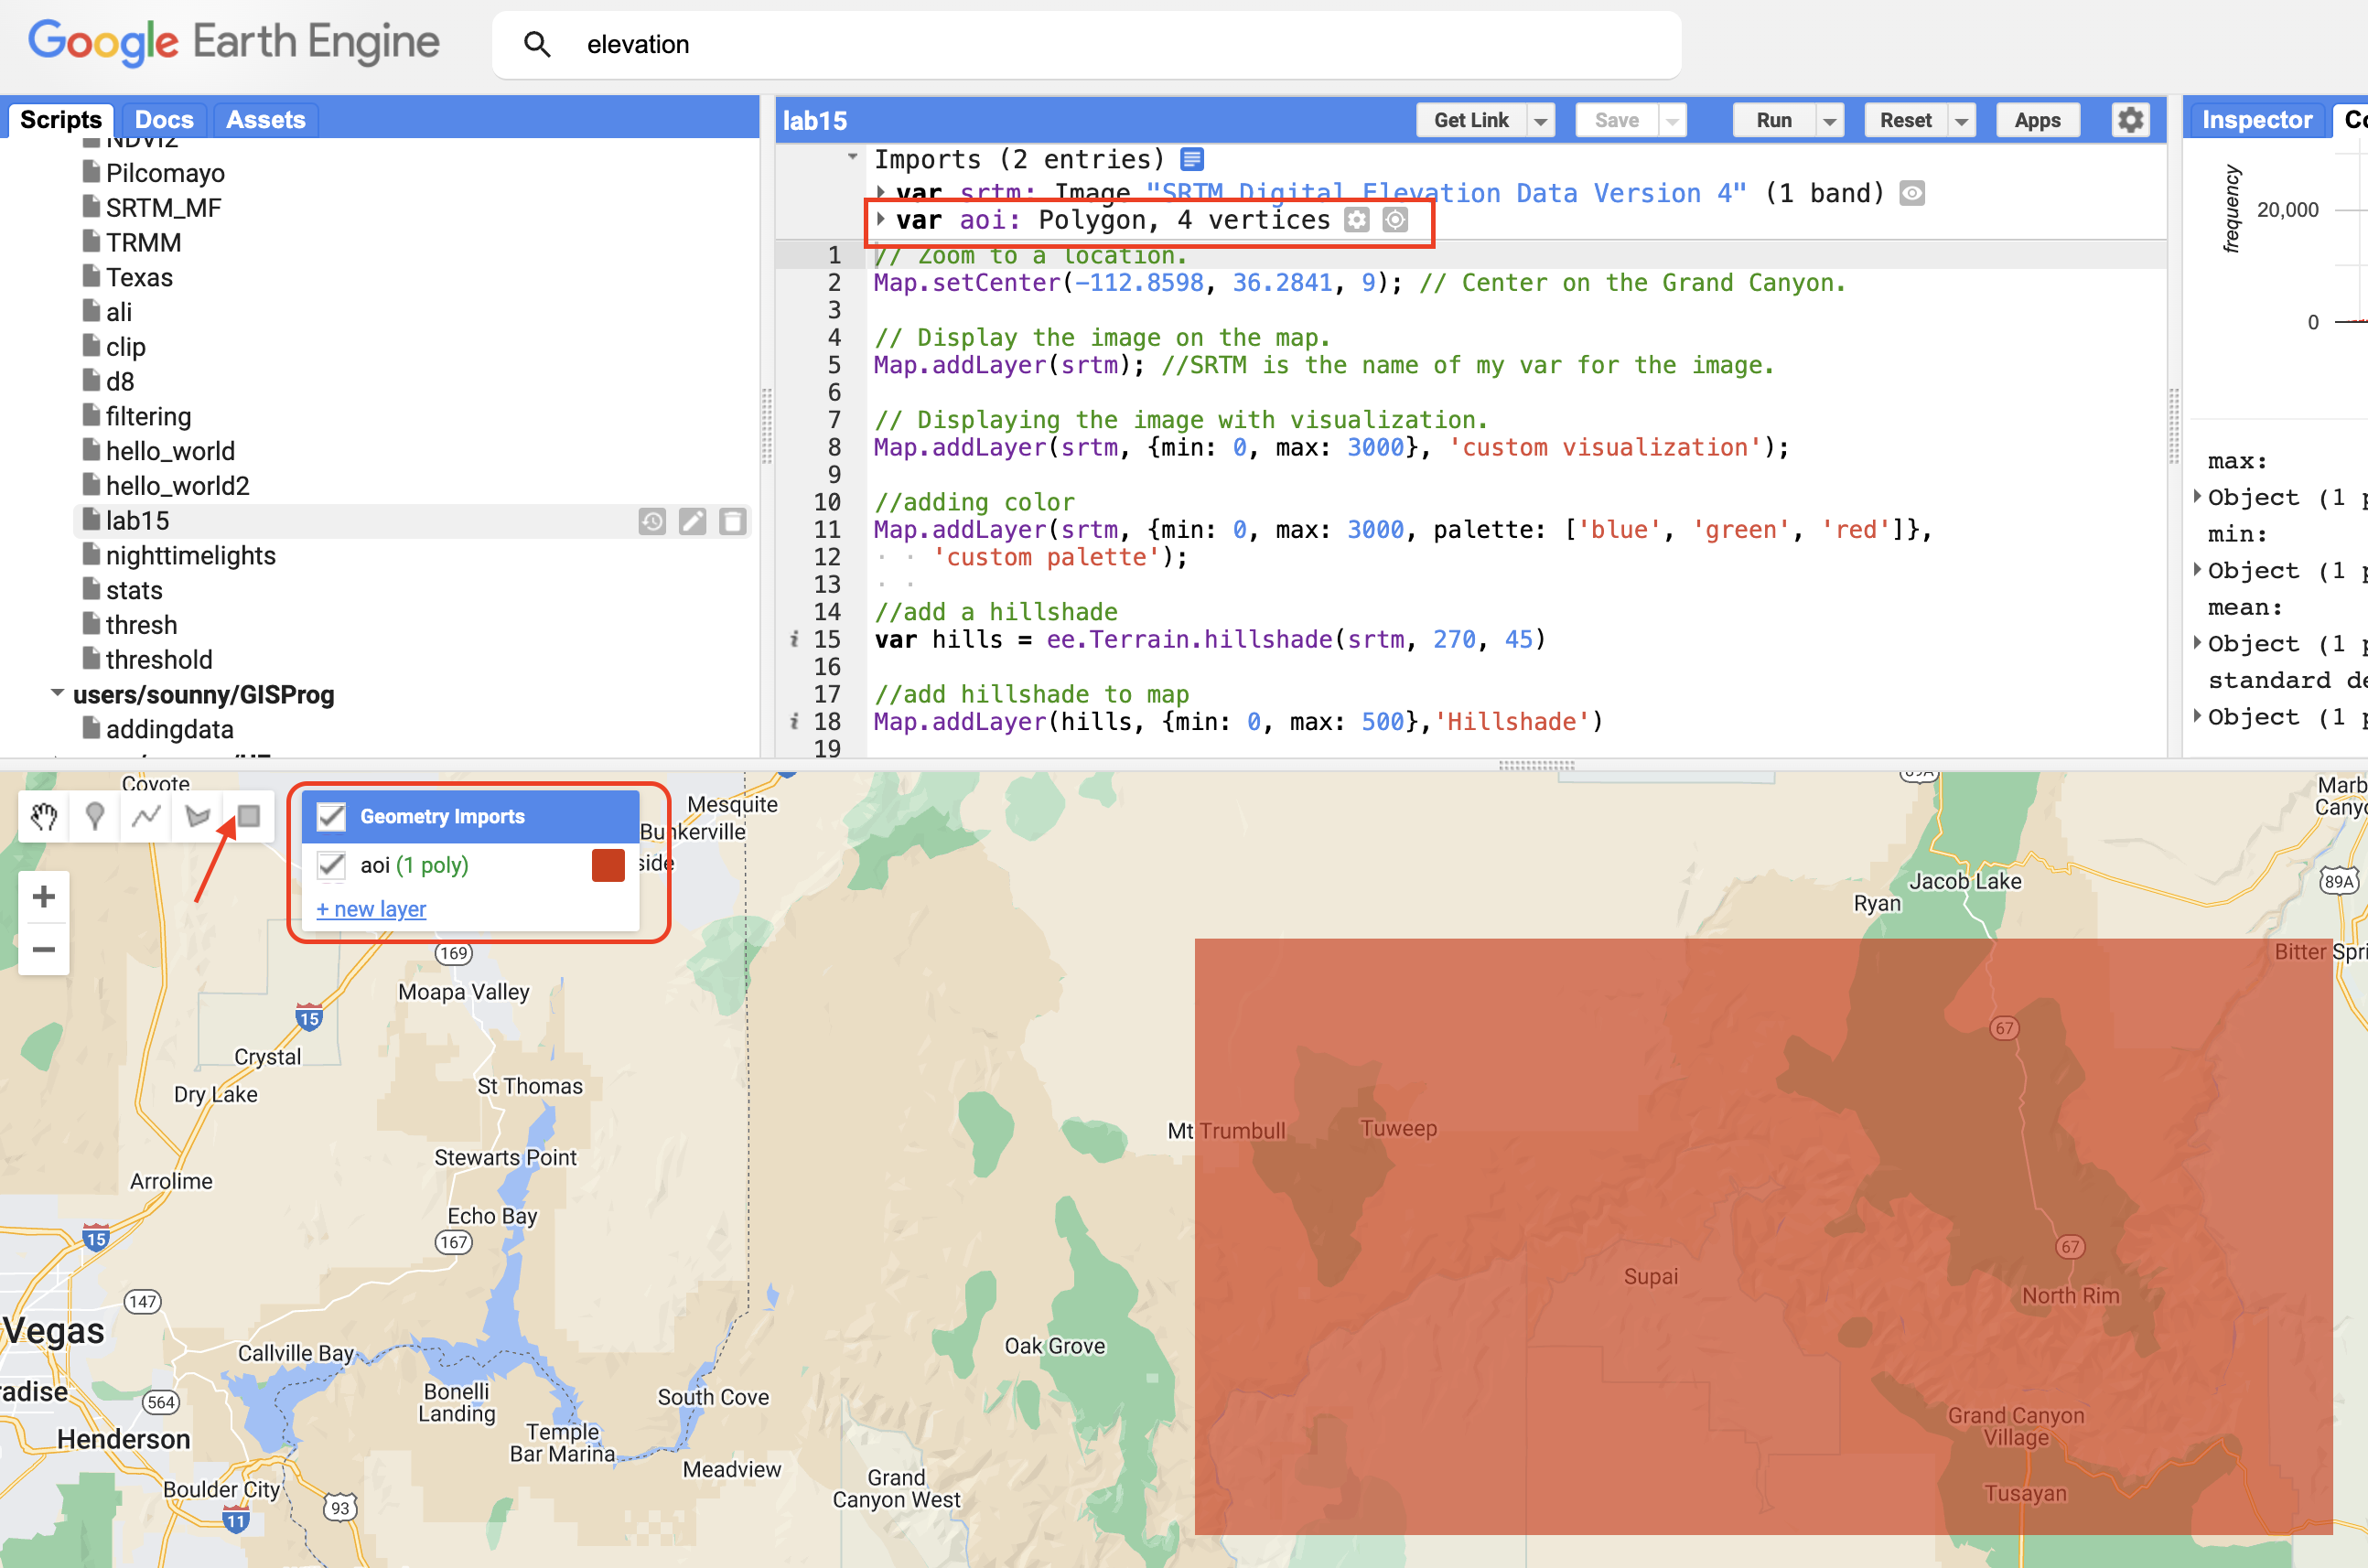 Google Earth Engine
elevation
Scripts
Docs
Assets
NDVI2
Pilcomayo
SRTM_MF
TRMM
Texas
ali
clip
d8
filtering
hello_world
hello_world2
lab15
nighttimelights
stats
thresh
threshold
users/sounny/GISProg
addingdata
lab15
Get Link
Save
Run
Reset
Apps
Imports (2 entries)
var srtm: Image "SRTM Digital Elevation Data Version 4" (1 band)
var aoi: Polygon, 4 vertices
1 // Zoom to a location.
2 Map.setCenter(-112.8598, 36.2841, 9); // Center on the Grand Canyon.
3
4 // Display the image on the map.
5 Map.addLayer(srtm); //SRTM is the name of my var for the image.
6
7 // Displaying the image with visualization.
8 Map.addLayer(srtm, {min: 0, max: 3000}, 'custom visualization');
9
10 //adding color
11 Map.addLayer(srtm, {min: 0, max: 3000, palette: ['blue', 'green', 'red']},
12 'custom palette');
13
14 //add a hillshade
i 15 var hills = ee.Terrain.hillshade(srtm, 270, 45)
16
17 //add hillshade to map
i 18 Map.addLayer(hills, {min: 0, max: 500},'Hillshade')
19
Inspector
Co
frequency
20,000
0
max:
Object (1 p
min:
Object (1 p
mean:
Object (1 p
standard de
Object (1 p
Geometry Imports
aoi (1 poly)
+ new layer
+
−
Coyote
Mesquite
Bunkerville
side
169
Moapa Valley
15
Crystal
Dry Lake
St Thomas
Stewarts Point
Arrolime
Echo Bay
167
15
147
Vegas
Callville Bay
radise
564
Bonelli
Landing
South Cove
Henderson
Temple
Bar Marina
Meadview
Boulder City
93
11
Oak Grove
Grand
Canyon West
89A
Marb
Canyo
Jacob Lake
89A
Ryan
Bitter Spri
67
Mt Trumbull
Tuweep
67
Supai
North Rim
Grand Canyon
Village
Tusayan